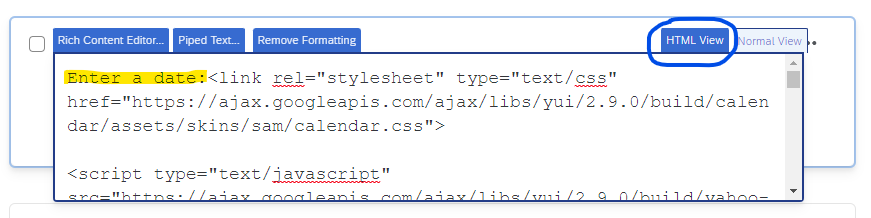 Rich Content Editor... Piped Text... Remove Formatting HTML View Normal View
Enter a date:<link rel="stylesheet" type="text/css"
href="https://ajax.googleapis.com/ajax/libs/yui/2.9.0/build/calen
dar/assets/skins/sam/calendar.css">
<script type="text/javascript"
src="https://ajax.googleapis.com/ajax/libs/yui/2.9.0/build/yahoo-